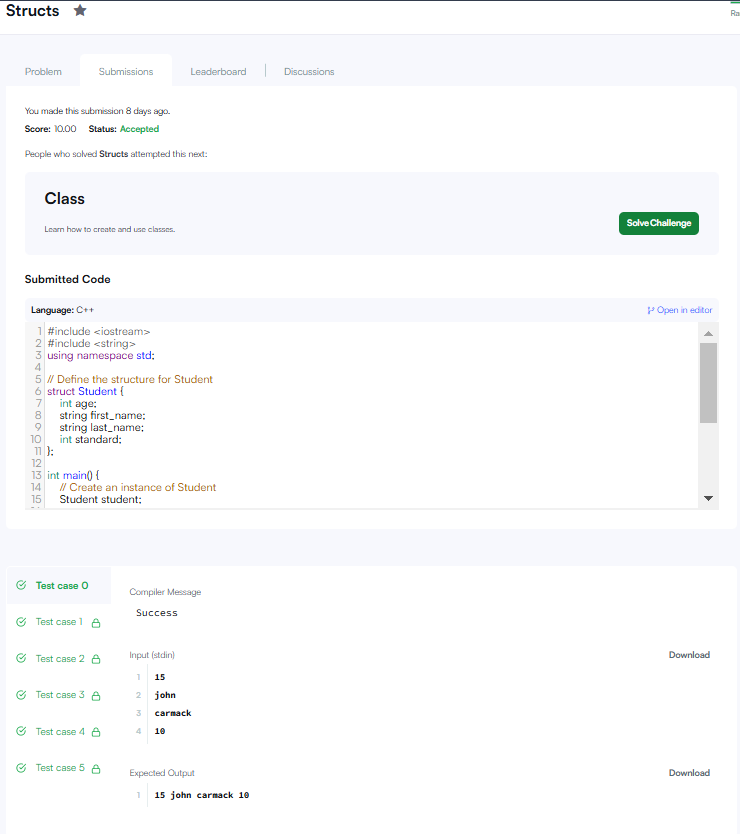 Structs ★
Ra
Problem Submissions Leaderboard | Discussions
You made this submission 8 days ago.
Score: 10.00 Status: Accepted
People who solved Structs attempted this next:
Class
Learn how to create and use classes.
Solve Challenge
Submitted Code
Language: C++ Open in editor
1 #include <iostream>
2 #include <string>
3 using namespace std;
4
5 // Define the structure for Student
6 struct Student {
7 int age;
8 string first_name;
9 string last_name;
10 int standard;
11 };
12
13 int main() {
14 // Create an instance of Student
15 Student student;
Test case 0
Test case 1
Test case 2
Test case 3
Test case 4
Test case 5
Compiler Message
Success
Input (stdin) Download
1 15
2 john
3 carmack
4 10
Expected Output Download
1 15 john carmack 10